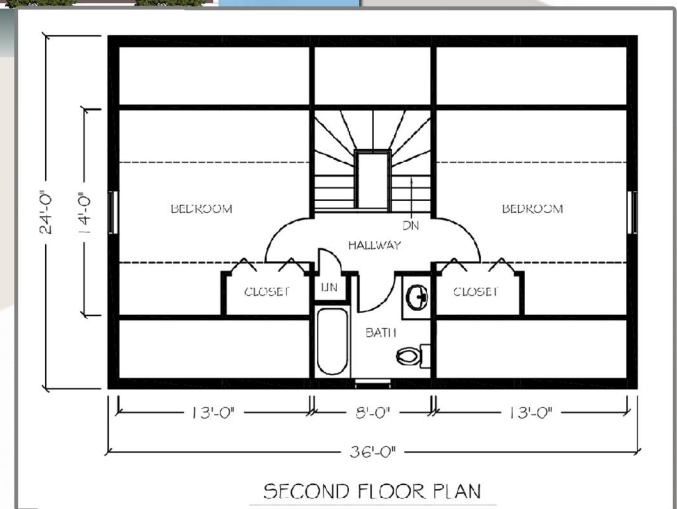 24'-0"
14'-0"
BEDROOM
BEDROOM
DN
HALLWAY
CLOSET
LIN
CLOSET
BATH
13'-0"
8'-0"
13'-0"
36'-0"
SECOND FLOOR PLAN